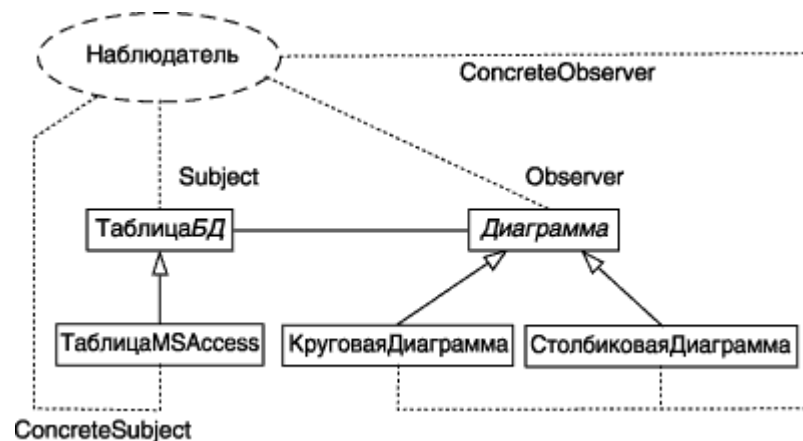 Наблюдатель
ConcreteObserver
Subject
Observer
ТаблицаБД
Диаграмма
ТаблицаMSAccess
КруговаяДиаграмма
СтолбиковаяДиаграмма
ConcreteSubject